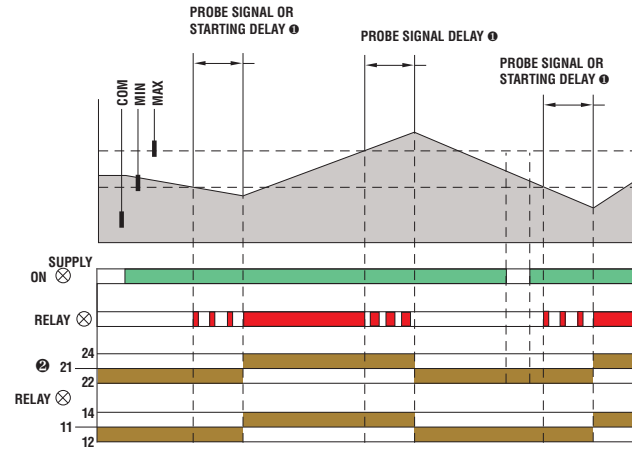 PROBE SIGNAL OR
STARTING DELAY ❶
PROBE SIGNAL DELAY ❶
PROBE SIGNAL OR
STARTING DELAY ❶
COM
MIN
MAX
SUPPLY
ON
RELAY
24
❷ 21
22
RELAY
14
11
12